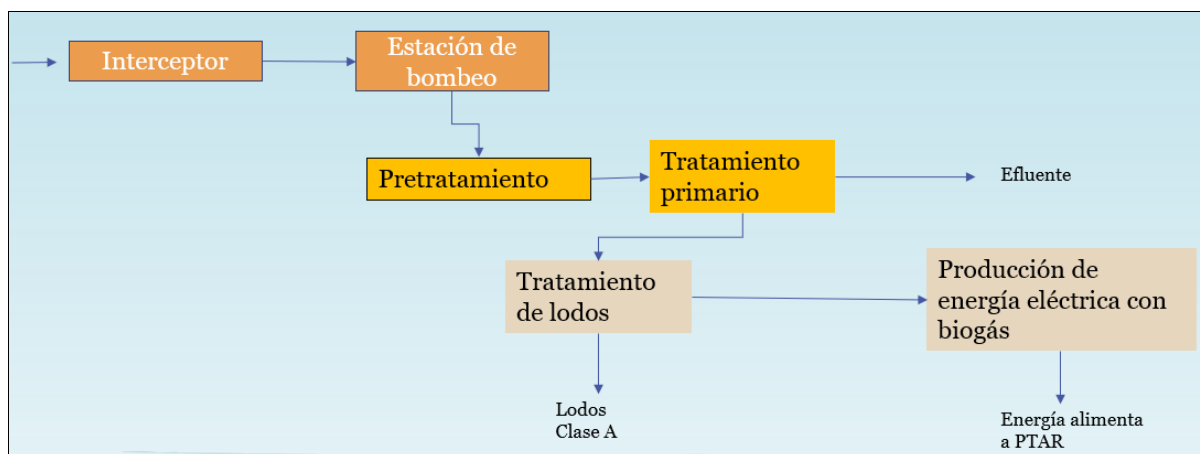 Interceptor
Estación de
bombeo
Pretratamiento
Tratamiento
primario
Efluente
Tratamiento
de lodos
Producción de
energía eléctrica con
biogás
Lodos
Clase A
Energía alimenta
a PTAR